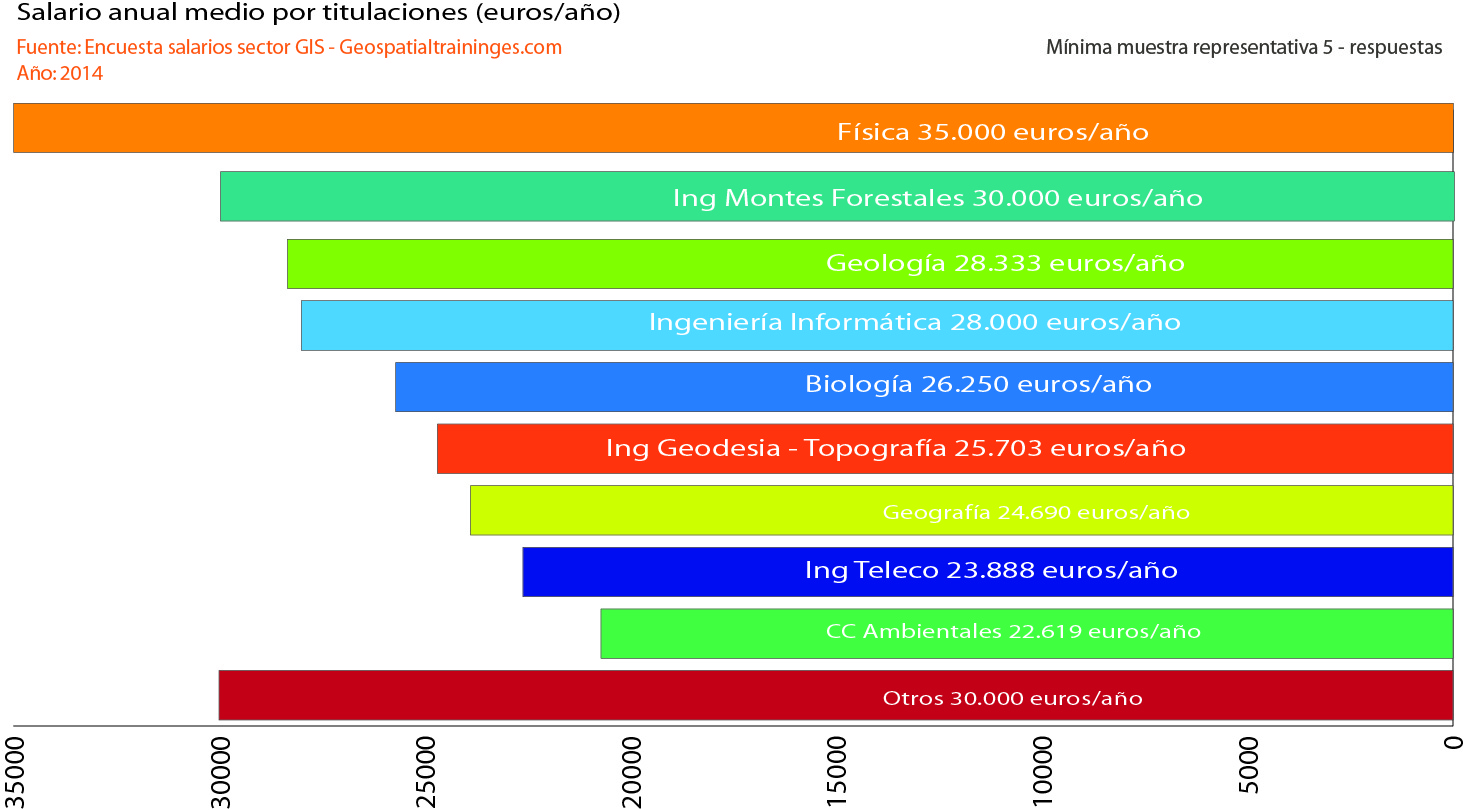 Salario anual medio por titulaciones (euros/año)
Fuente: Encuesta salarios sector GIS - Geospatialtraininges.com
Mínima muestra representativa 5 - respuestas
Año: 2014
Física 35.000 euros/año
Ing Montes Forestales 30.000 euros/año
Geología 28.333 euros/año
Ingeniería Informática 28.000 euros/año
Biología 26.250 euros/año
Ing Geodesia - Topografía 25.703 euros/año
Geografía 24.690 euros/año
Ing Teleco 23.888 euros/año
CC Ambientales 22.619 euros/año
Otros 30.000 euros/año
35000
30000
25000
20000
15000
10000
5000
0